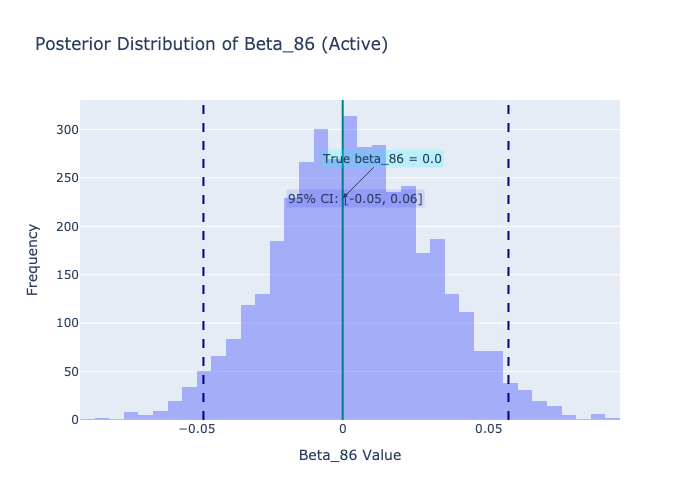 Posterior Distribution of Beta_86 (Active)
300
250
200
150
100
50
0
Frequency
True beta_86 = 0.0
95% CI: [-0.05, 0.06]
−0.05
0
0.05
Beta_86 Value